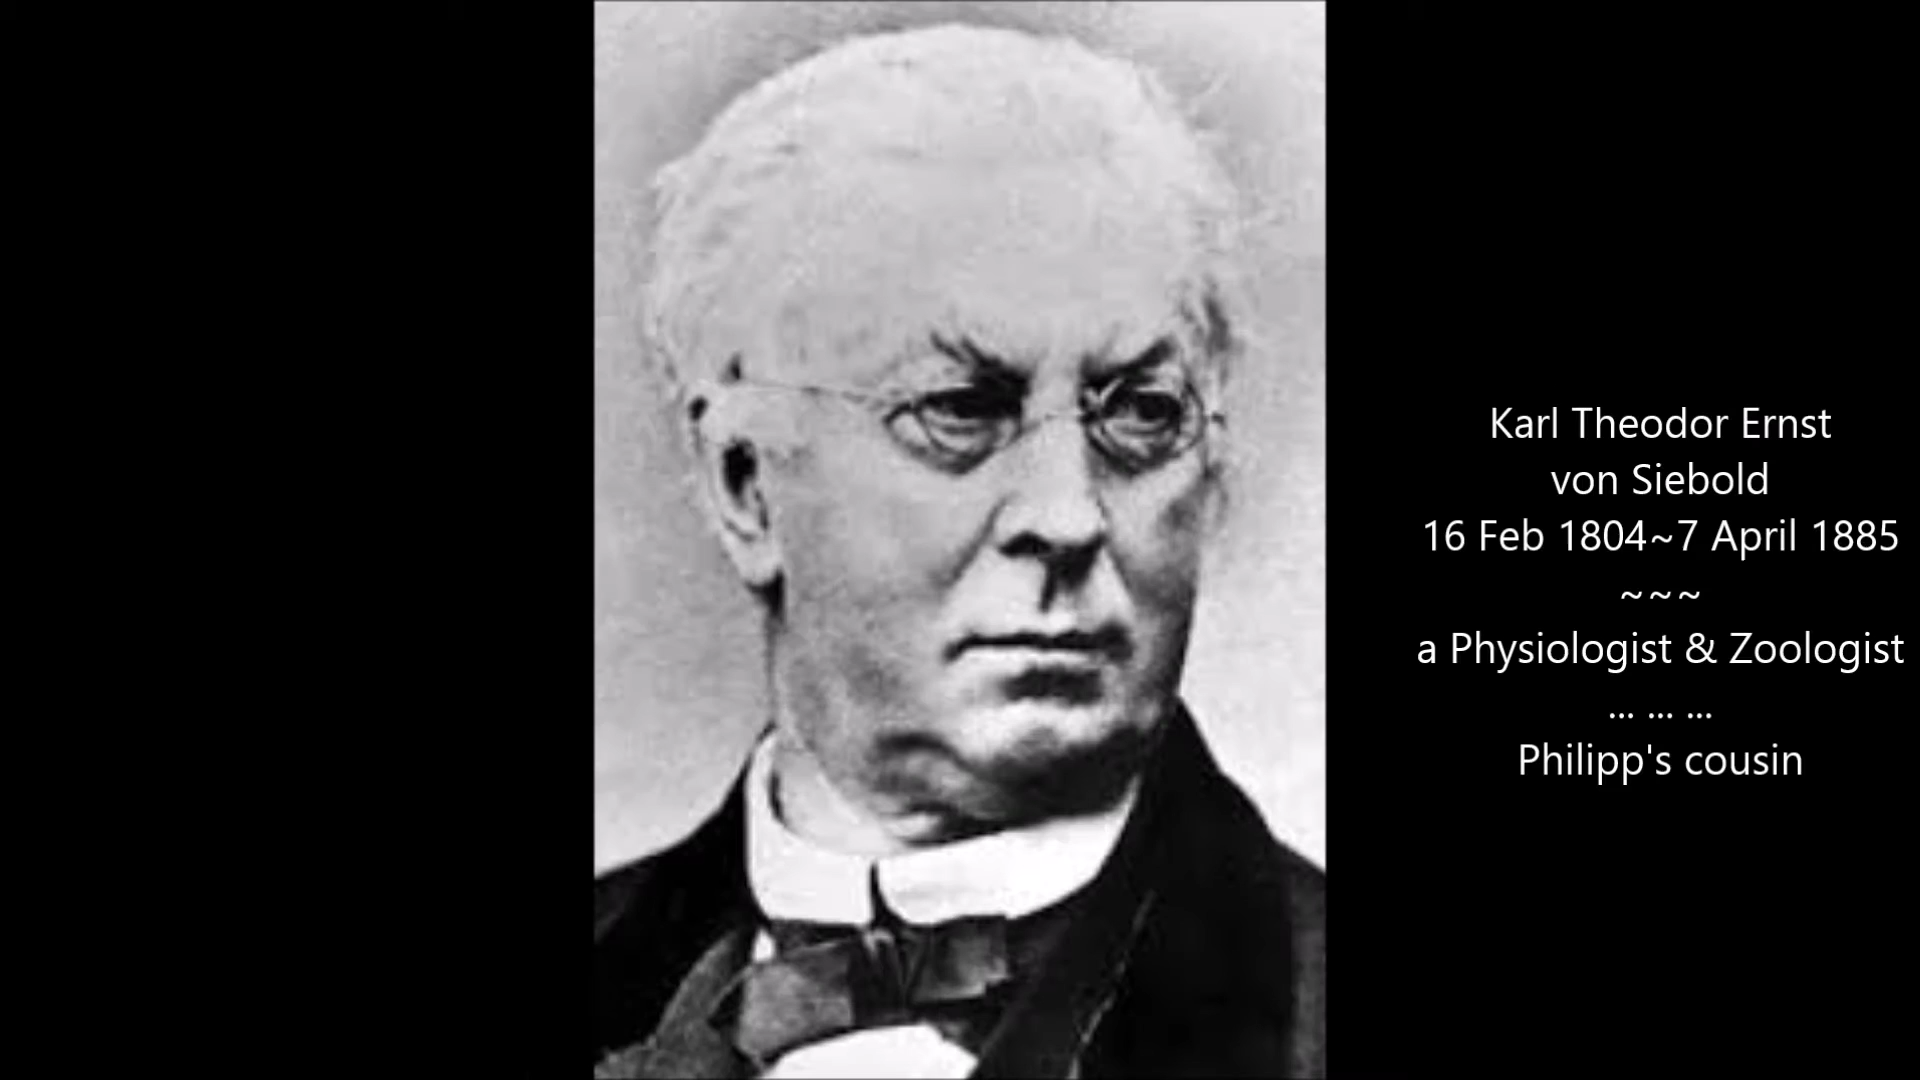 Karl Theodor Ernst
von Siebold
16 Feb 1804~7 April 1885
~~~
a Physiologist & Zoologist
... ... ...
Philipp's cousin